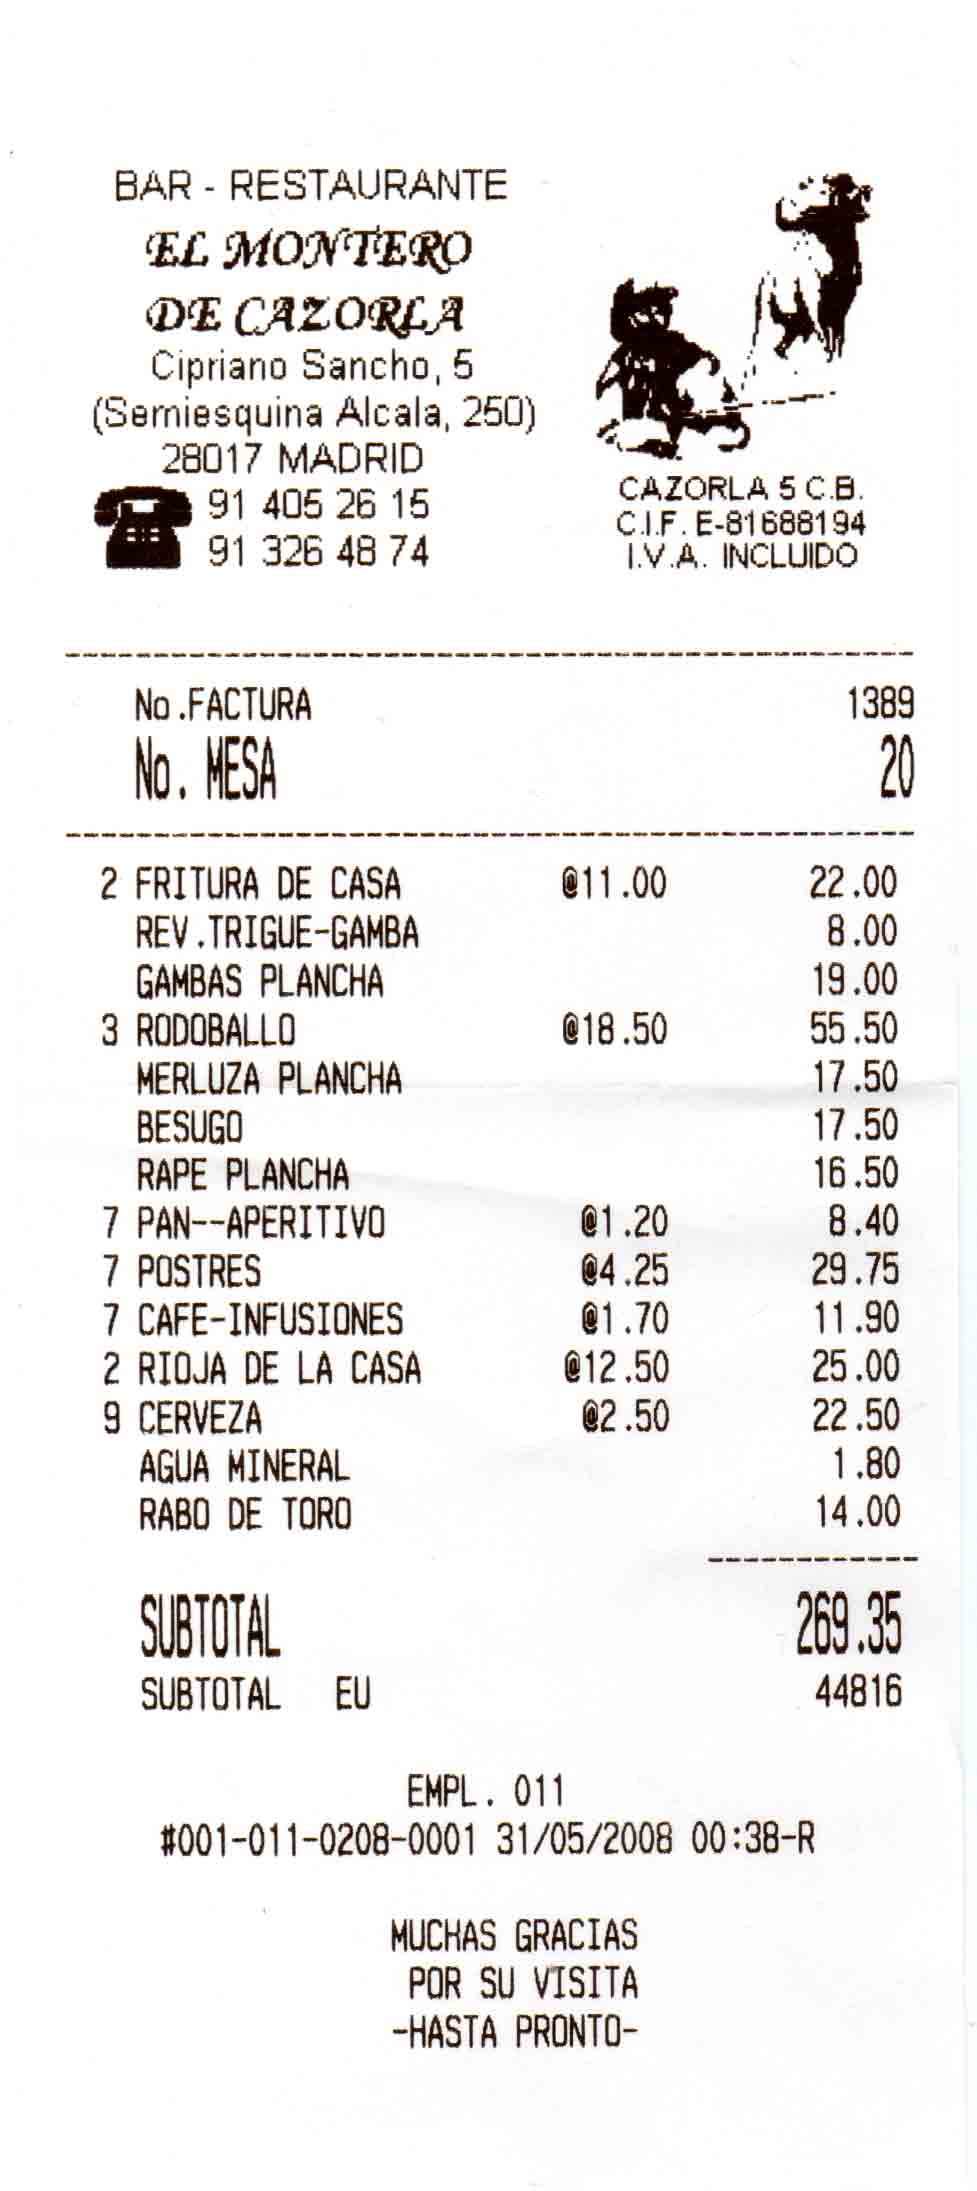 BAR - RESTAURANTE
EL MONTERO
DE CAZORLA
Cipriano Sancho, 5
(Semiesquina Alcala, 250)
28017 MADRID
91 405 26 15
91 326 48 74
CAZORLA 5 C.B.
C.I.F. E-81688194
I.V.A. INCLUIDO
No.FACTURA 1389
No. MESA 20
2 FRITURA DE CASA @11.00 22.00
REV.TRIGUE-GAMBA 8.00
GAMBAS PLANCHA 19.00
3 RODOBALLO @18.50 55.50
MERLUZA PLANCHA 17.50
BESUGO 17.50
RAPE PLANCHA 16.50
7 PAN--APERITIVO @1.20 8.40
7 POSTRES @4.25 29.75
7 CAFE-INFUSIONES @1.70 11.90
2 RIOJA DE LA CASA @12.50 25.00
9 CERVEZA @2.50 22.50
AGUA MINERAL 1.80
RABO DE TORO 14.00
SUBTOTAL 269.35
SUBTOTAL EU 44816
EMPL. 011
#001-011-0208-0001 31/05/2008 00:38-R
MUCHAS GRACIAS
POR SU VISITA
-HASTA PRONTO-